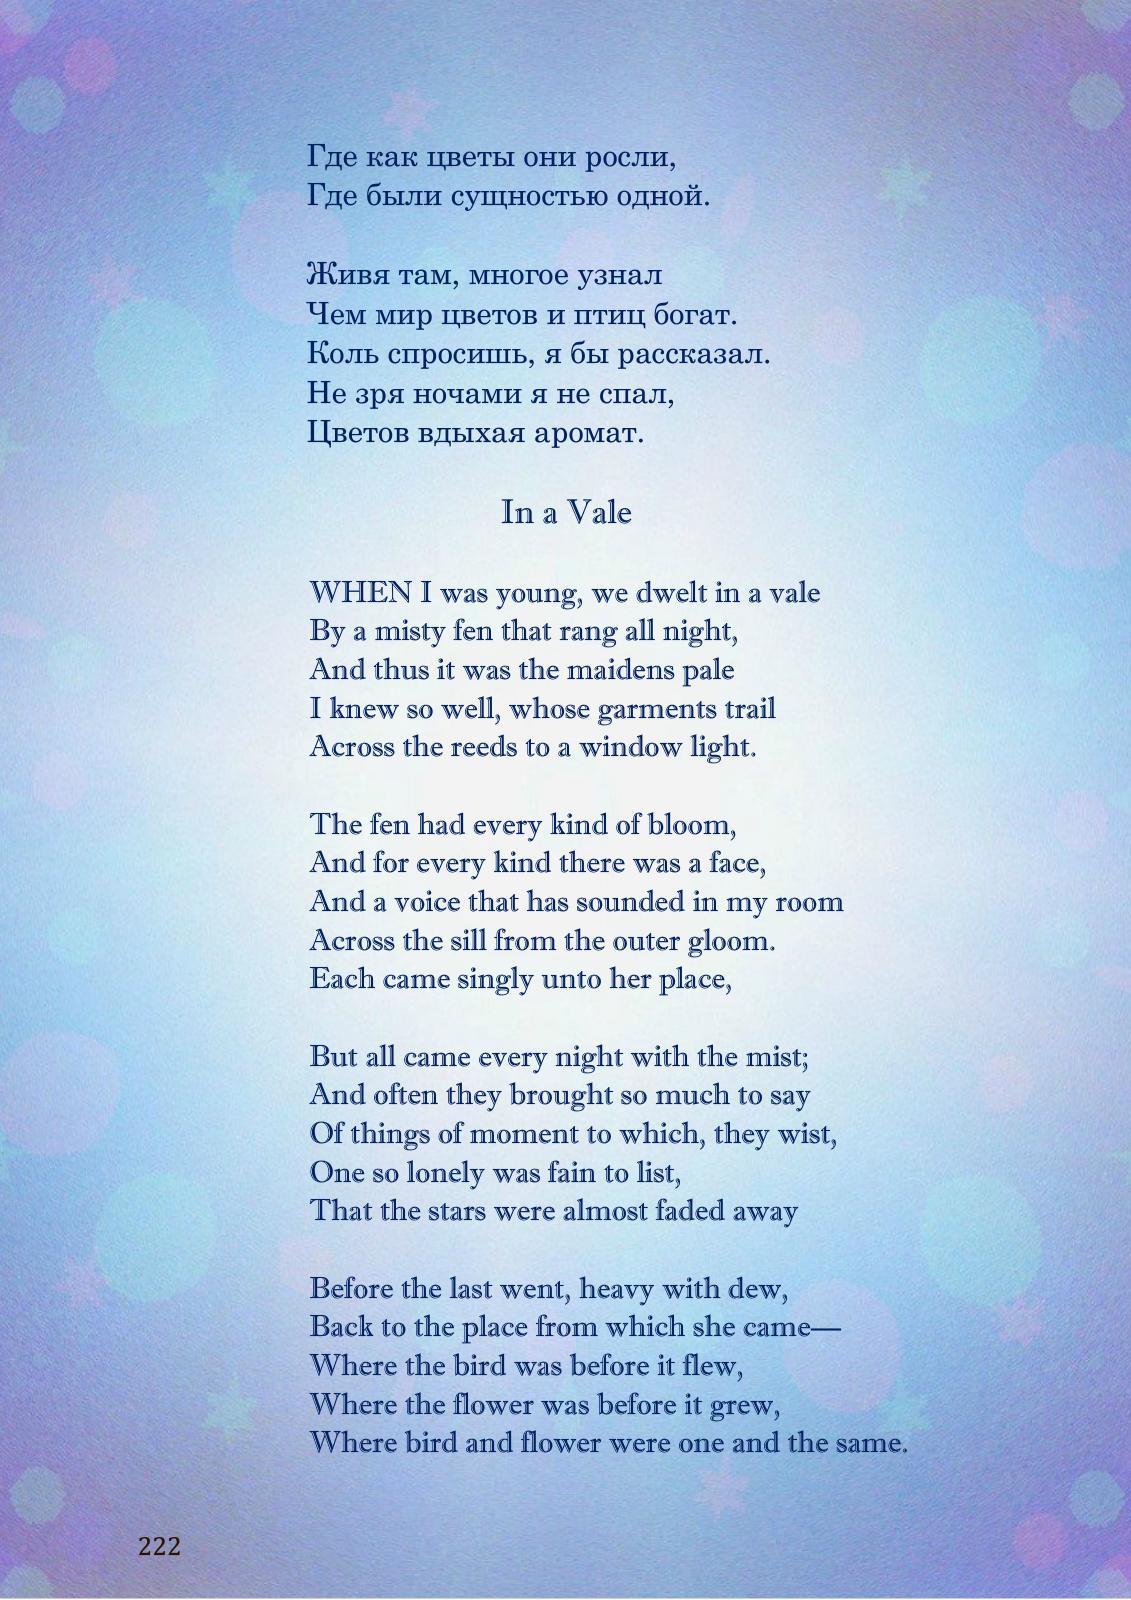 Где как цветы они росли,
Где были сущностью одной.
Живя там, многое узнал
Чем мир цветов и птиц богат.
Коль спросишь, я бы рассказал.
Не зря ночами я не спал,
Цветов вдыхая аромат.
In a Vale
WHEN I was young, we dwelt in a vale
By a misty fen that rang all night,
And thus it was the maidens pale
I knew so well, whose garments trail
Across the reeds to a window light.
The fen had every kind of bloom,
And for every kind there was a face,
And a voice that has sounded in my room
Across the sill from the outer gloom.
Each came singly unto her place,
But all came every night with the mist;
And often they brought so much to say
Of things of moment to which, they wist,
One so lonely was fain to list,
That the stars were almost faded away
Before the last went, heavy with dew,
Back to the place from which she came—
Where the bird was before it flew,
Where the flower was before it grew,
Where bird and flower were one and the same.
222